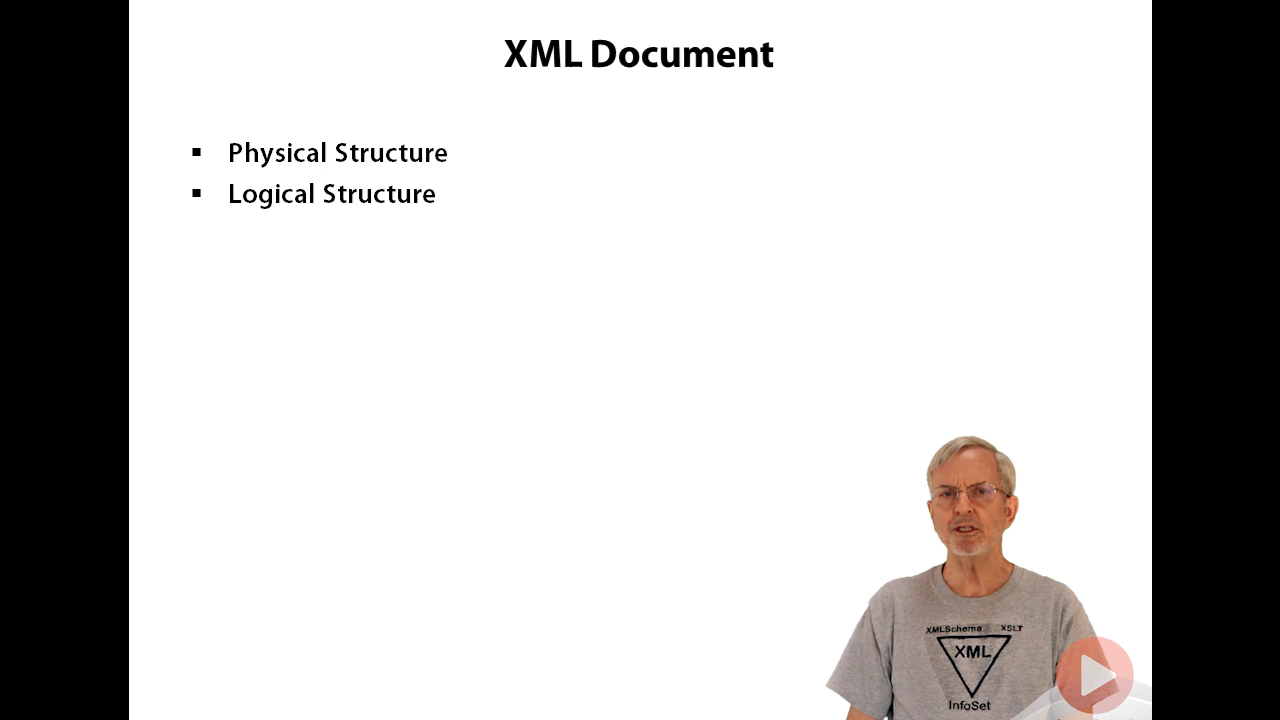 XML Document
▪ Physical Structure
▪ Logical Structure
XMLSchema XSLT
XML
InfoSet